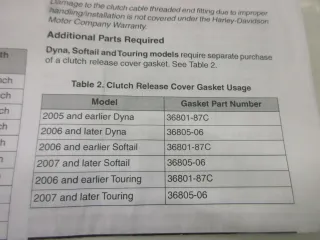 Damage to the clutch cable threaded end fitting due to improper
handling/installation is not covered under the Harley-Davidson
Motor Company Warranty.
Additional Parts Required
Dyna, Softail and Touring models require separate purchase
of a clutch release cover gasket. See Table 2.
Table 2. Clutch Release Cover Gasket Usage
Model Gasket Part Number
2005 and earlier Dyna 36801-87C
2006 and later Dyna 36805-06
2006 and earlier Softail 36801-87C
2007 and later Softail 36805-06
2006 and earlier Touring 36801-87C
2007 and later Touring 36805-06